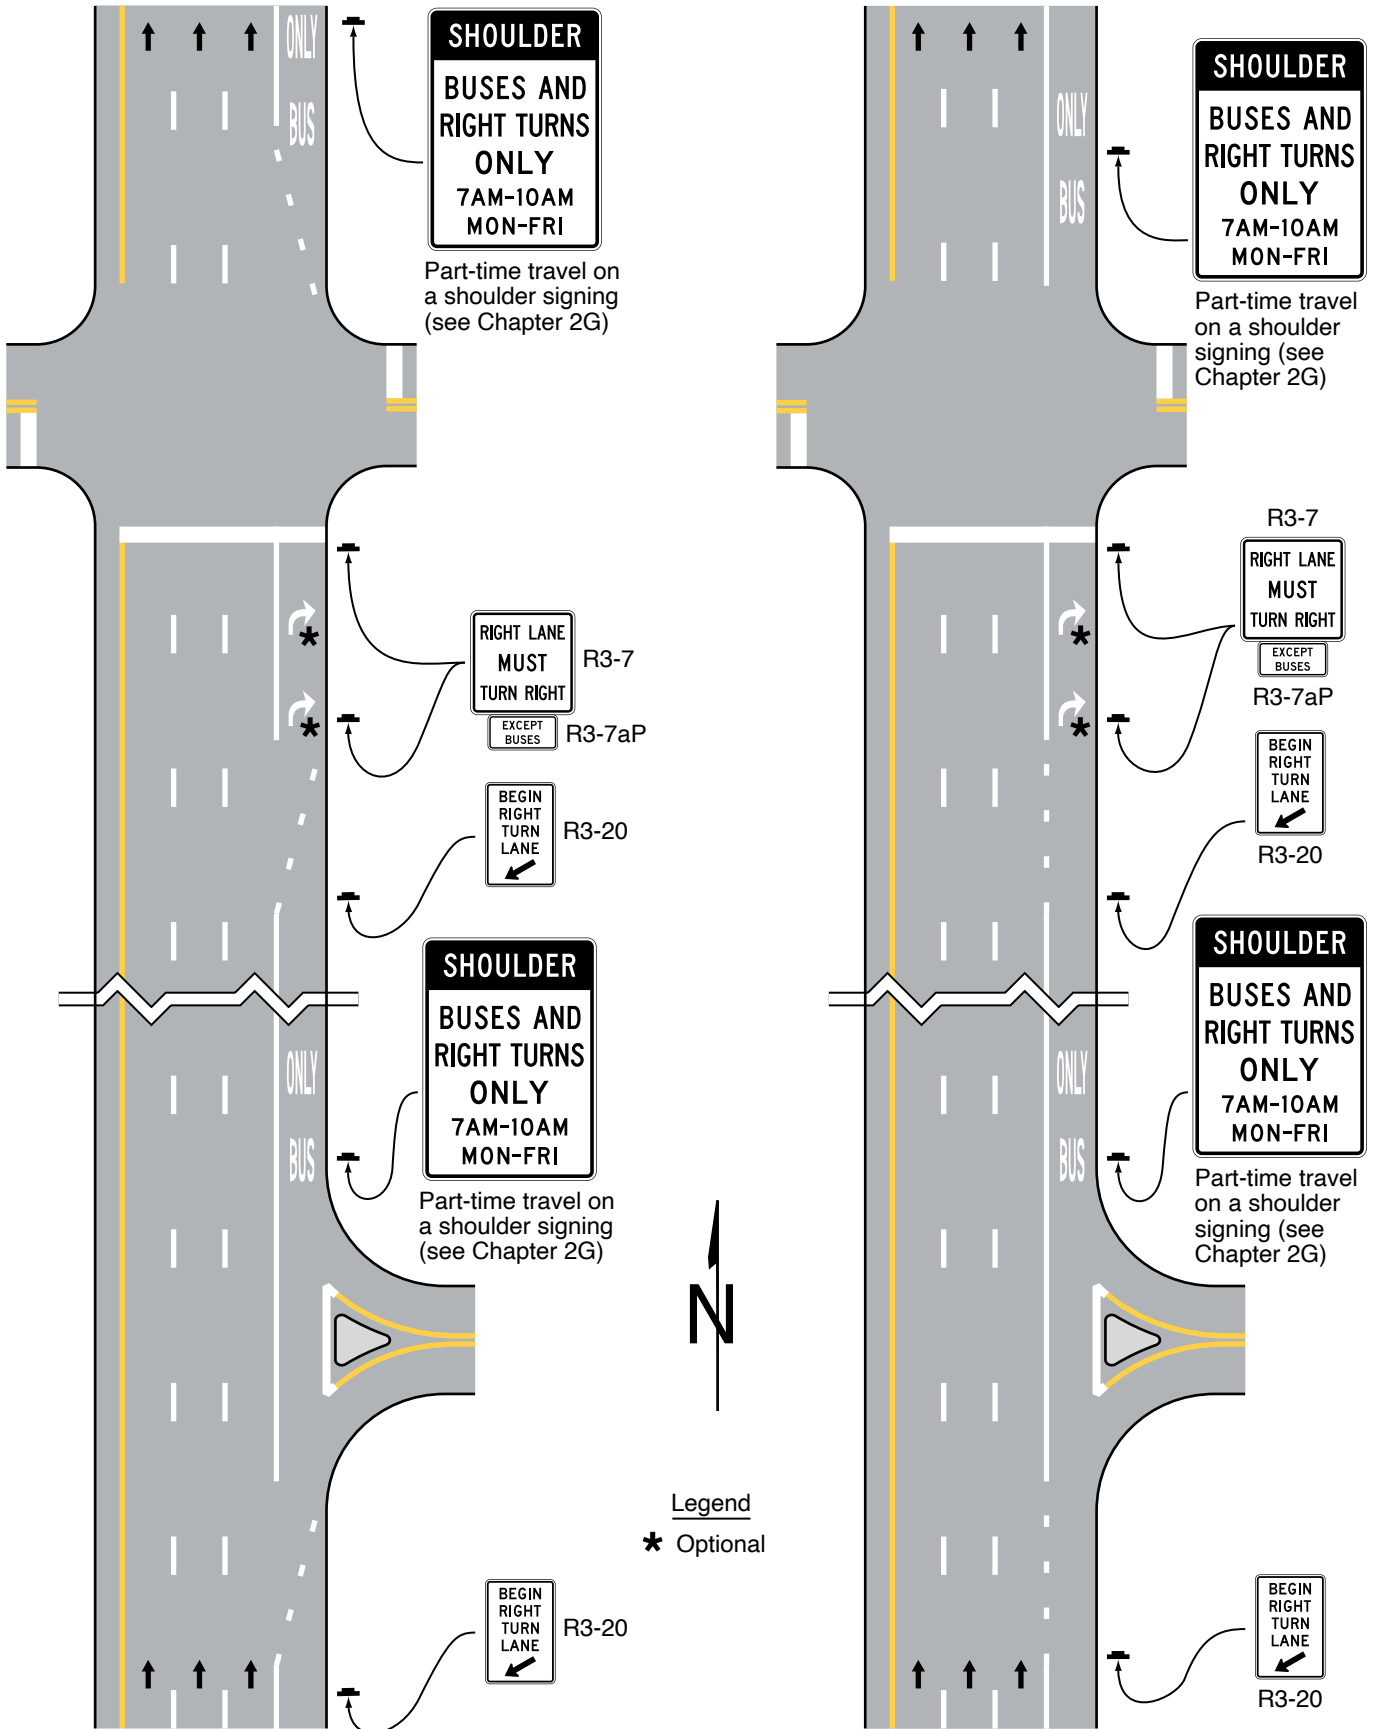 ONLY
BUS
SHOULDER
BUSES AND
RIGHT TURNS
ONLY
7AM-10AM
MON-FRI
Part-time travel on
a shoulder signing
(see Chapter 2G)
RIGHT LANE
MUST
TURN RIGHT
R3-7
EXCEPT
BUSES
R3-7aP
BEGIN
RIGHT
TURN
LANE
R3-20
SHOULDER
BUSES AND
RIGHT TURNS
ONLY
7AM-10AM
MON-FRI
ONLY
BUS
Part-time travel on
a shoulder signing
(see Chapter 2G)
BEGIN
RIGHT
TURN
LANE
R3-20
N
Legend
* Optional
ONLY
BUS
SHOULDER
BUSES AND
RIGHT TURNS
ONLY
7AM-10AM
MON-FRI
Part-time travel
on a shoulder
signing (see
Chapter 2G)
R3-7
RIGHT LANE
MUST
TURN RIGHT
EXCEPT
BUSES
R3-7aP
BEGIN
RIGHT
TURN
LANE
R3-20
SHOULDER
BUSES AND
RIGHT TURNS
ONLY
7AM-10AM
MON-FRI
ONLY
BUS
Part-time travel
on a shoulder
signing (see
Chapter 2G)
BEGIN
RIGHT
TURN
LANE
R3-20